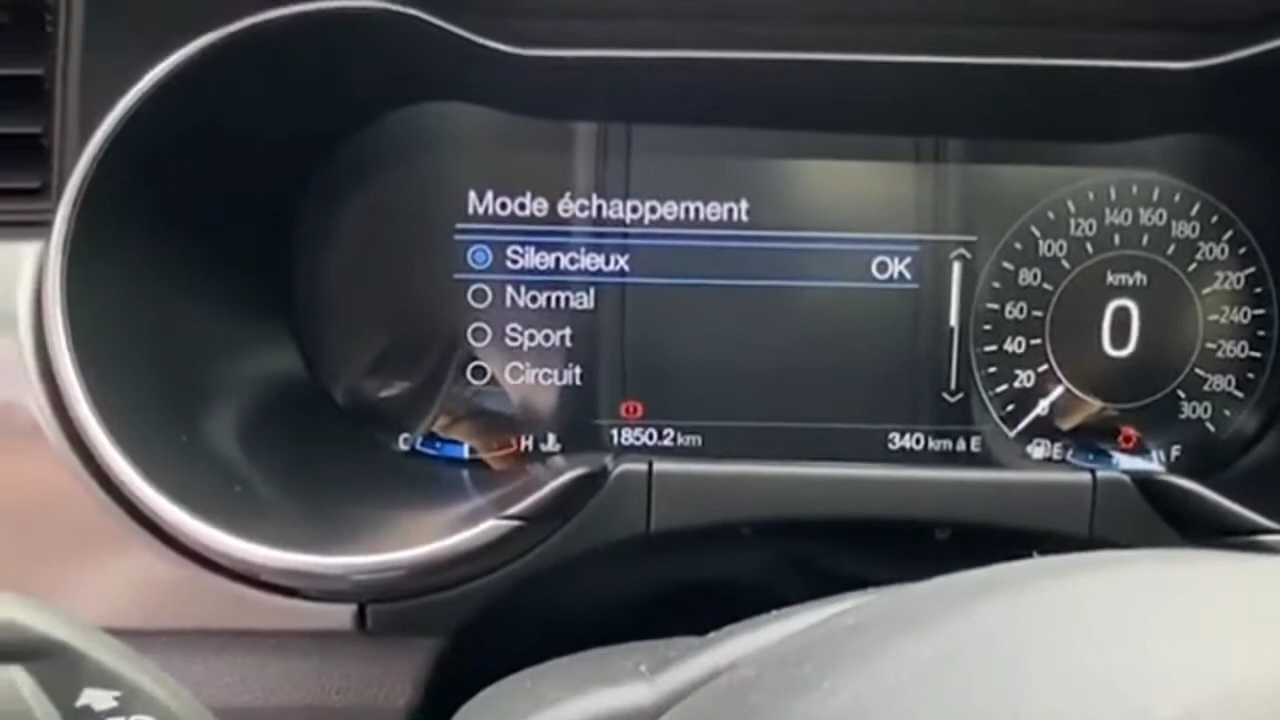 Mode échappement
Silencieux OK
Normal
Sport
Circuit
C H
1850.2 km
340 km à E
km/h
0
0
20
40
60
80
100
120
140
160
180
200
220
240
260
280
300
E F